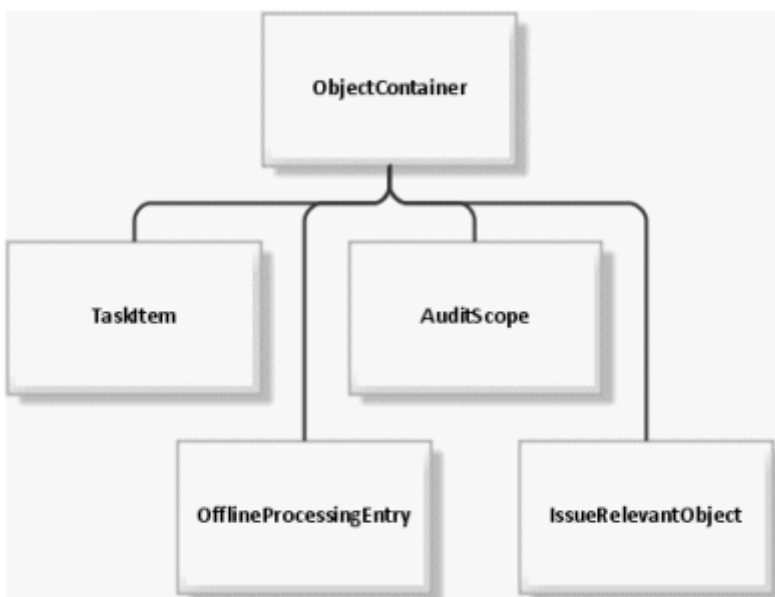 ObjectContainer
TaskItem
AuditScope
OfflineProcessingEntry
IssueRelevantObject